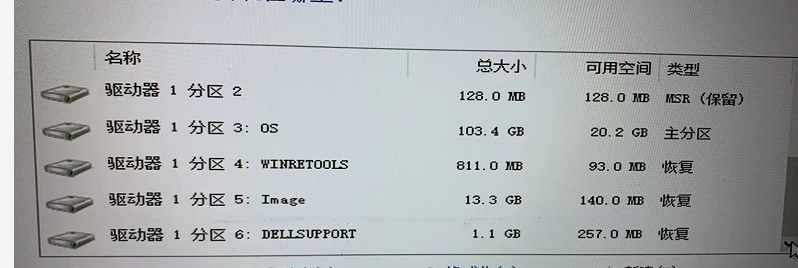 名称 总大小 可用空间 类型
驱动器 1 分区 2 128.0 MB 128.0 MB MSR（保留）
驱动器 1 分区 3: OS 103.4 GB 20.2 GB 主分区
驱动器 1 分区 4: WINRETOOLS 811.0 MB 93.0 MB 恢复
驱动器 1 分区 5: Image 13.3 GB 140.0 MB 恢复
驱动器 1 分区 6: DELLSUPPORT 1.1 GB 257.0 MB 恢复